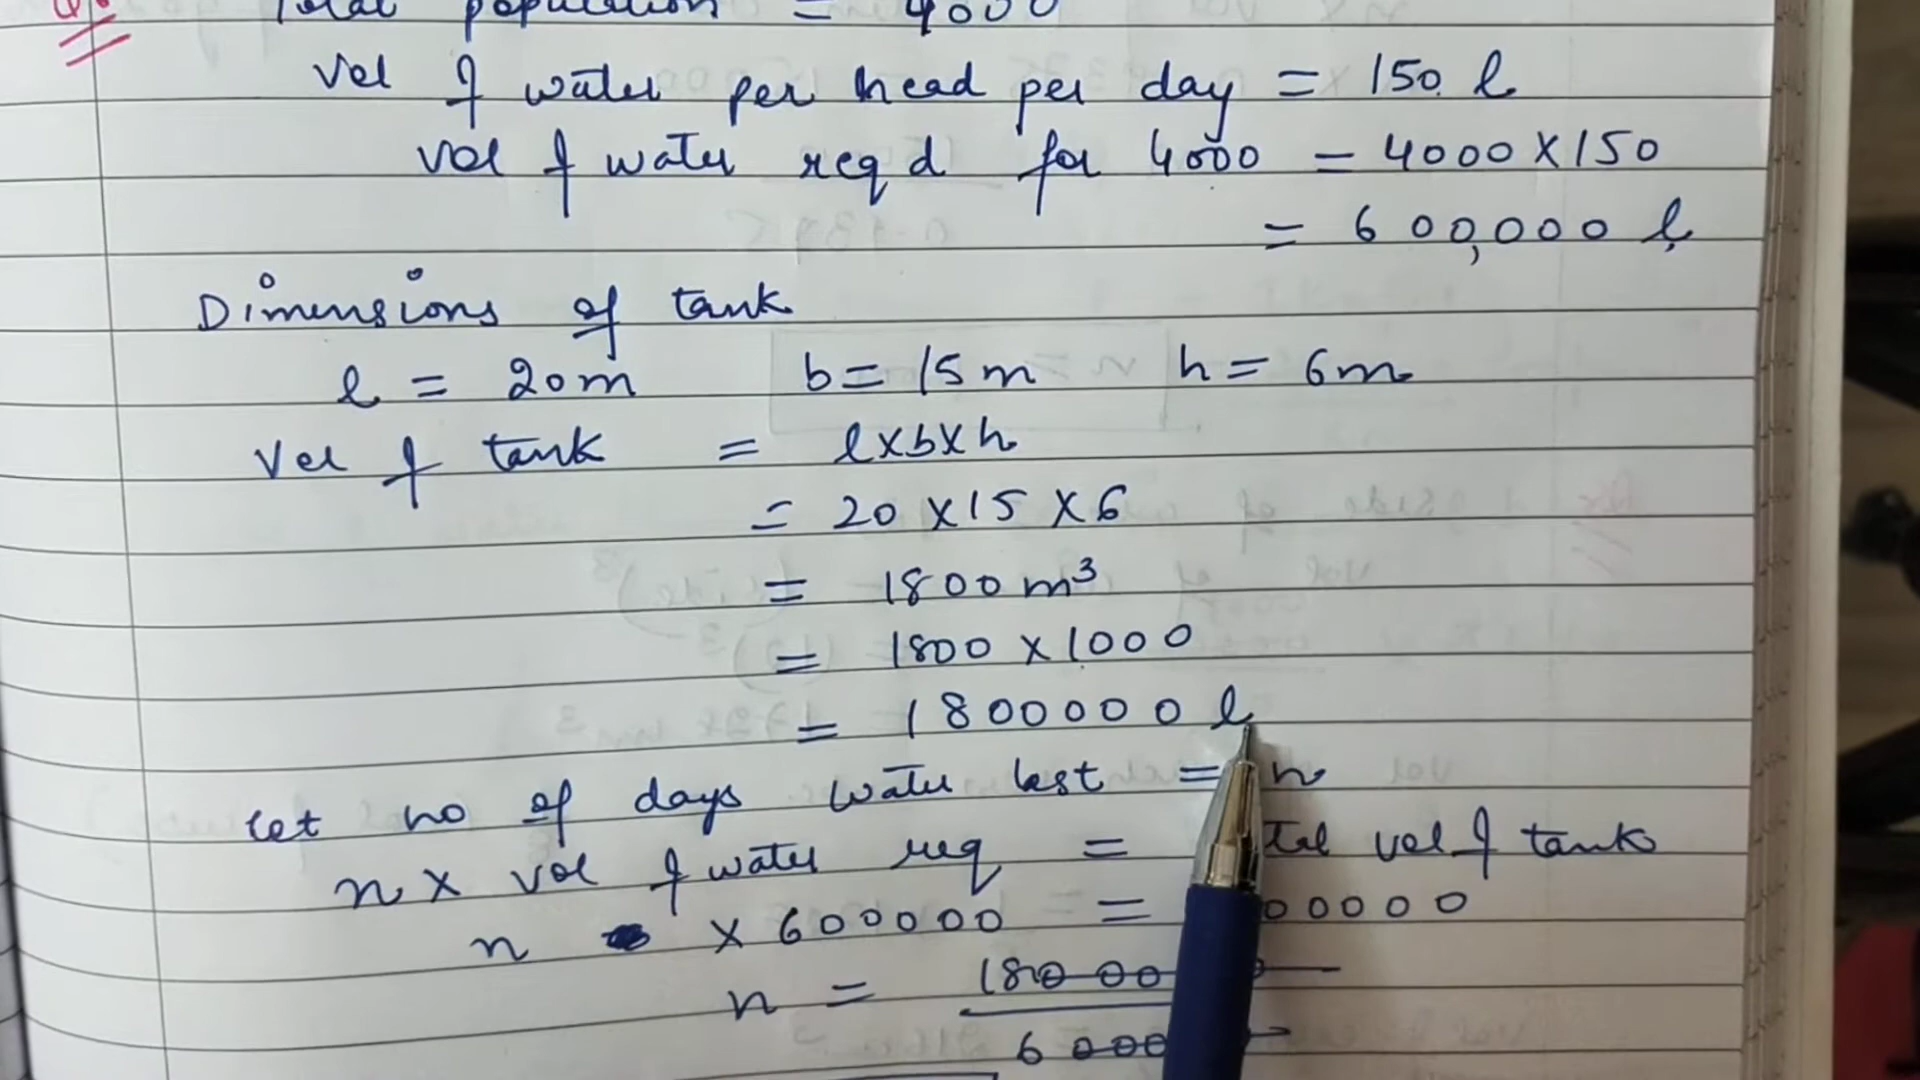 Total population = 4000
Vol of water per head per day = 150 l
Vol of water reqd for 4000 = 4000 X 150
= 600,000 l
Dimensions of tank
l = 20m b = 15m h = 6m
Vol of tank = l x b x h
= 20 x 15 x 6
= 1800 m³
= 1800 x 1000
= 1800000 l
Let no of days water last = n
n x vol of water req = vol of tank
n x 600000 = 00000
n = 18000
6000